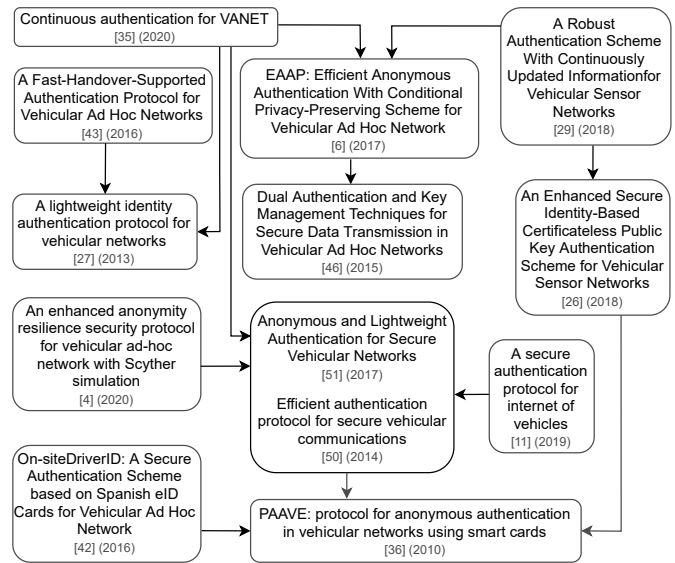 Continuous authentication for VANET
[35] (2020)
A Robust
Authentication Scheme
With Continuously
Updated Informationfor
Vehicular Sensor
Networks
[29] (2018)
A Fast-Handover-Supported
Authentication Protocol for
Vehicular Ad Hoc Networks
[43] (2016)
EAAP: Efficient Anonymous
Authentication With Conditional
Privacy-Preserving Scheme for
Vehicular Ad Hoc Network
[6] (2017)
A lightweight identity
authentication protocol for
vehicular networks
[27] (2013)
Dual Authentication and Key
Management Techniques for
Secure Data Transmission in
Vehicular Ad Hoc Networks
[46] (2015)
An Enhanced Secure
Identity-Based
Certificateless Public
Key Authentication
Scheme for Vehicular
Sensor Networks
[26] (2018)
An enhanced anonymity
resilience security protocol
for vehicular ad-hoc
network with Scyther
simulation
[4] (2020)
Anonymous and Lightweight
Authentication for Secure
Vehicular Networks
[51] (2017)
Efficient authentication
protocol for secure vehicular
communications
[50] (2014)
A secure
authentication
protocol for
internet of
vehicles
[11] (2019)
On-siteDriverID: A Secure
Authentication Scheme
based on Spanish eID
Cards for Vehicular Ad Hoc
Network
[42] (2016)
PAAVE: protocol for anonymous authentication
in vehicular networks using smart cards
[36] (2010)